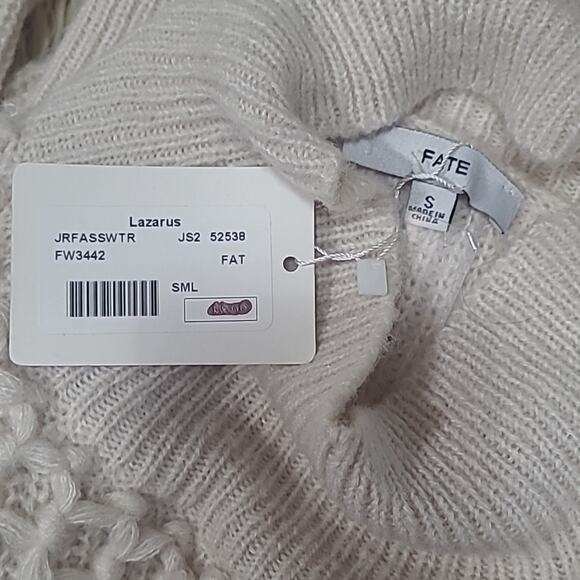 Lazarus
JRFASSWTR JS2 52538
FW3442 FAT
SML
FATE
S
MADE IN
CHINA